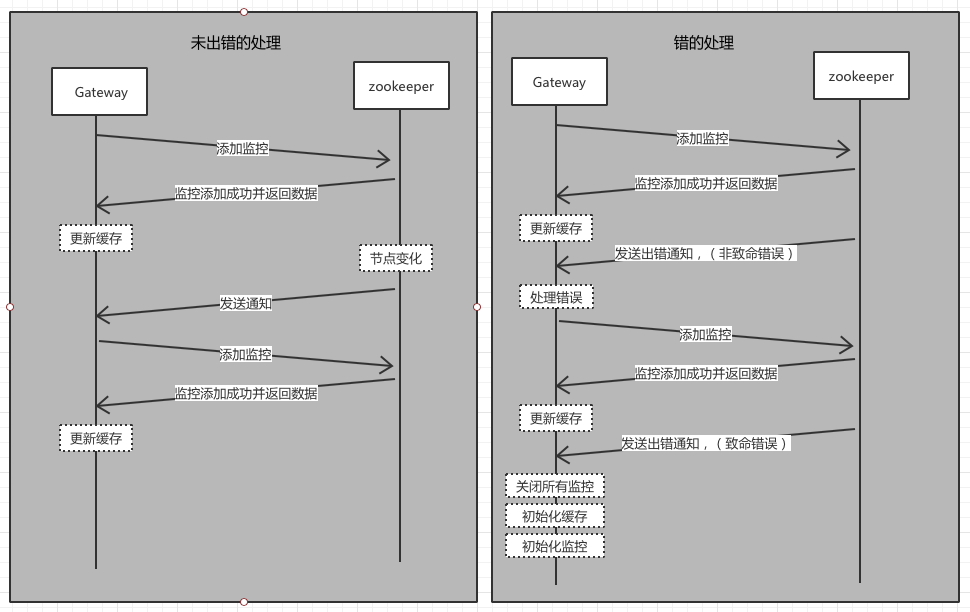 未出错的处理
Gateway
zookeeper
添加监控
监控添加成功并返回数据
更新缓存
节点变化
发送通知
添加监控
监控添加成功并返回数据
更新缓存
错的处理
Gateway
zookeeper
添加监控
监控添加成功并返回数据
更新缓存
发送出错通知，（非致命错误）
处理错误
添加监控
监控添加成功并返回数据
更新缓存
发送出错通知，（致命错误）
关闭所有监控
初始化缓存
初始化监控